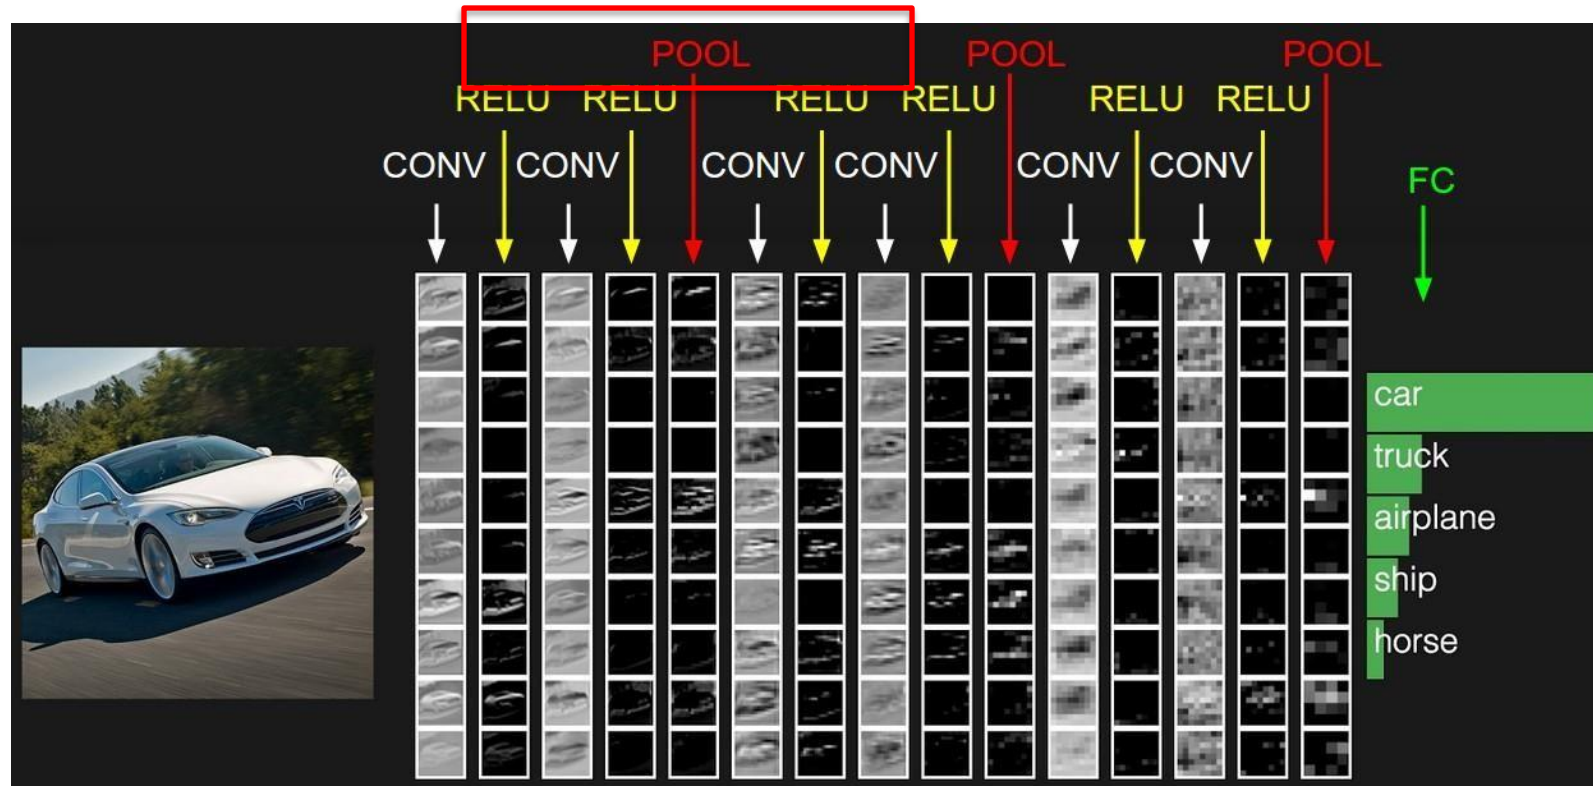 POOL POOL POOL
RELU RELU RELU RELU RELU RELU
CONV CONV CONV CONV CONV CONV
FC
car
truck
airplane
ship
horse